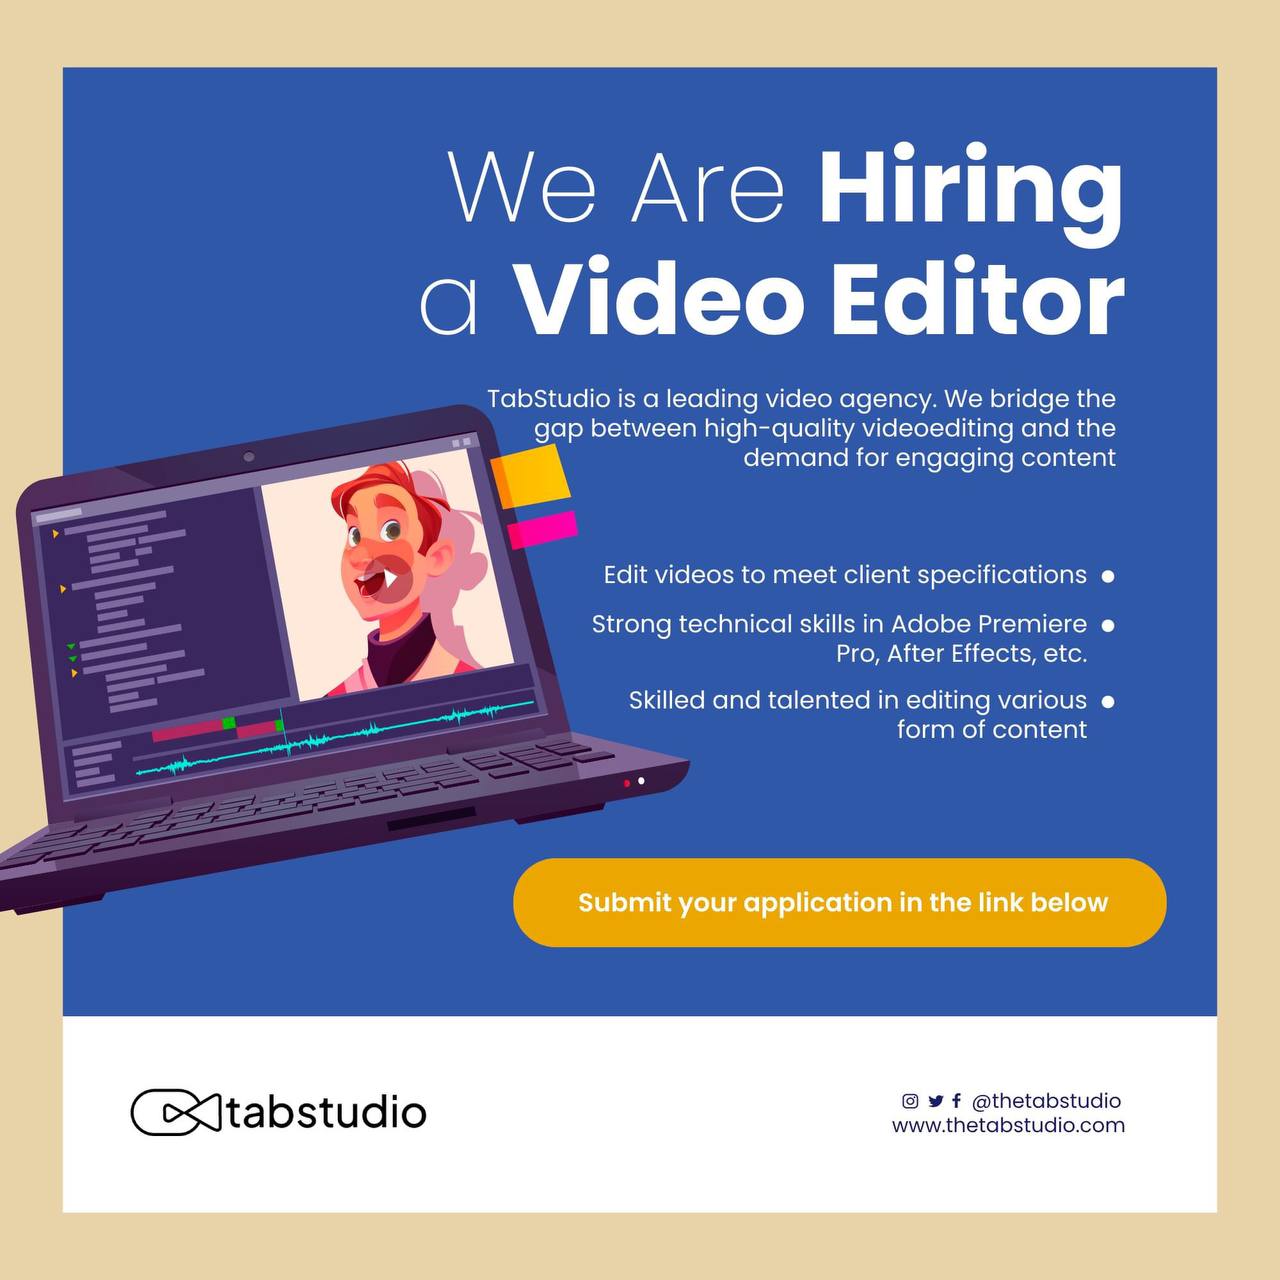 We Are Hiring
a Video Editor
TabStudio is a leading video agency. We bridge the
gap between high-quality videoediting and the
demand for engaging content
Edit videos to meet client specifications
Strong technical skills in Adobe Premiere
Pro, After Effects, etc.
Skilled and talented in editing various
form of content
Submit your application in the link below
tabstudio
@thetabstudio
www.thetabstudio.com